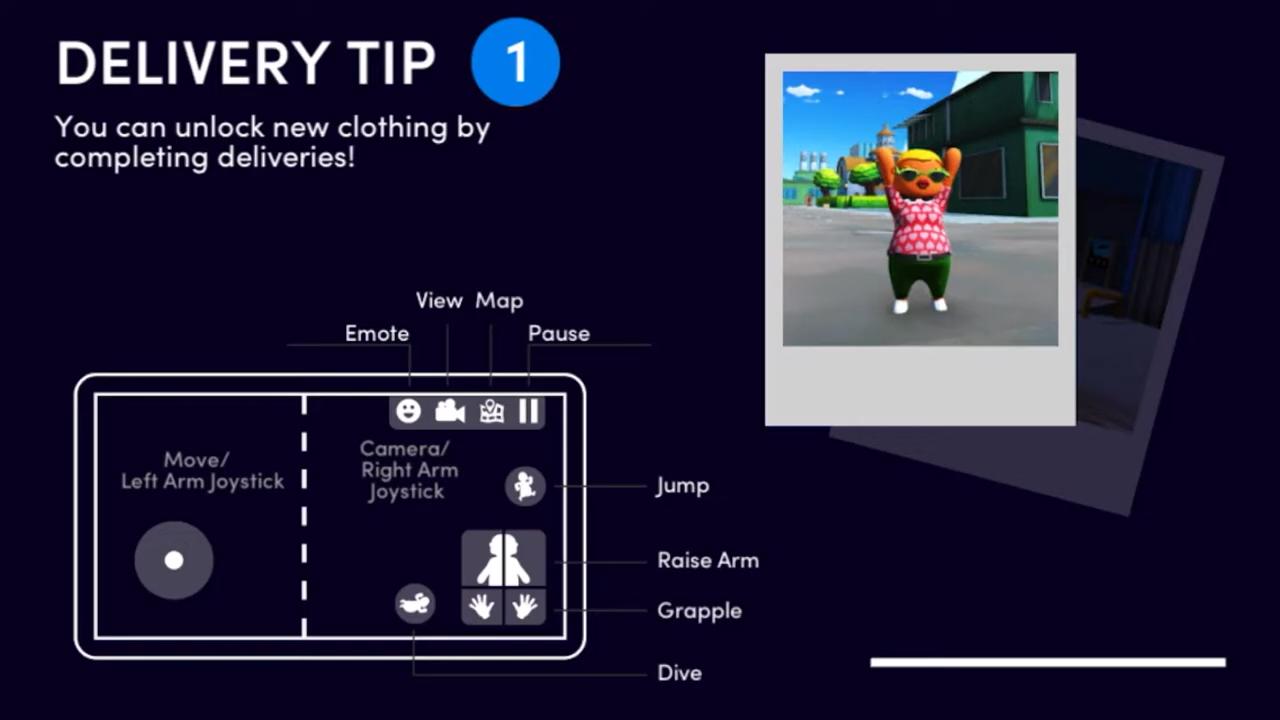 DELIVERY TIP 1
You can unlock new clothing by
completing deliveries!
View Map
Emote Pause
Move/
Left Arm Joystick
Camera/
Right Arm
Joystick
Jump
Raise Arm
Grapple
Dive